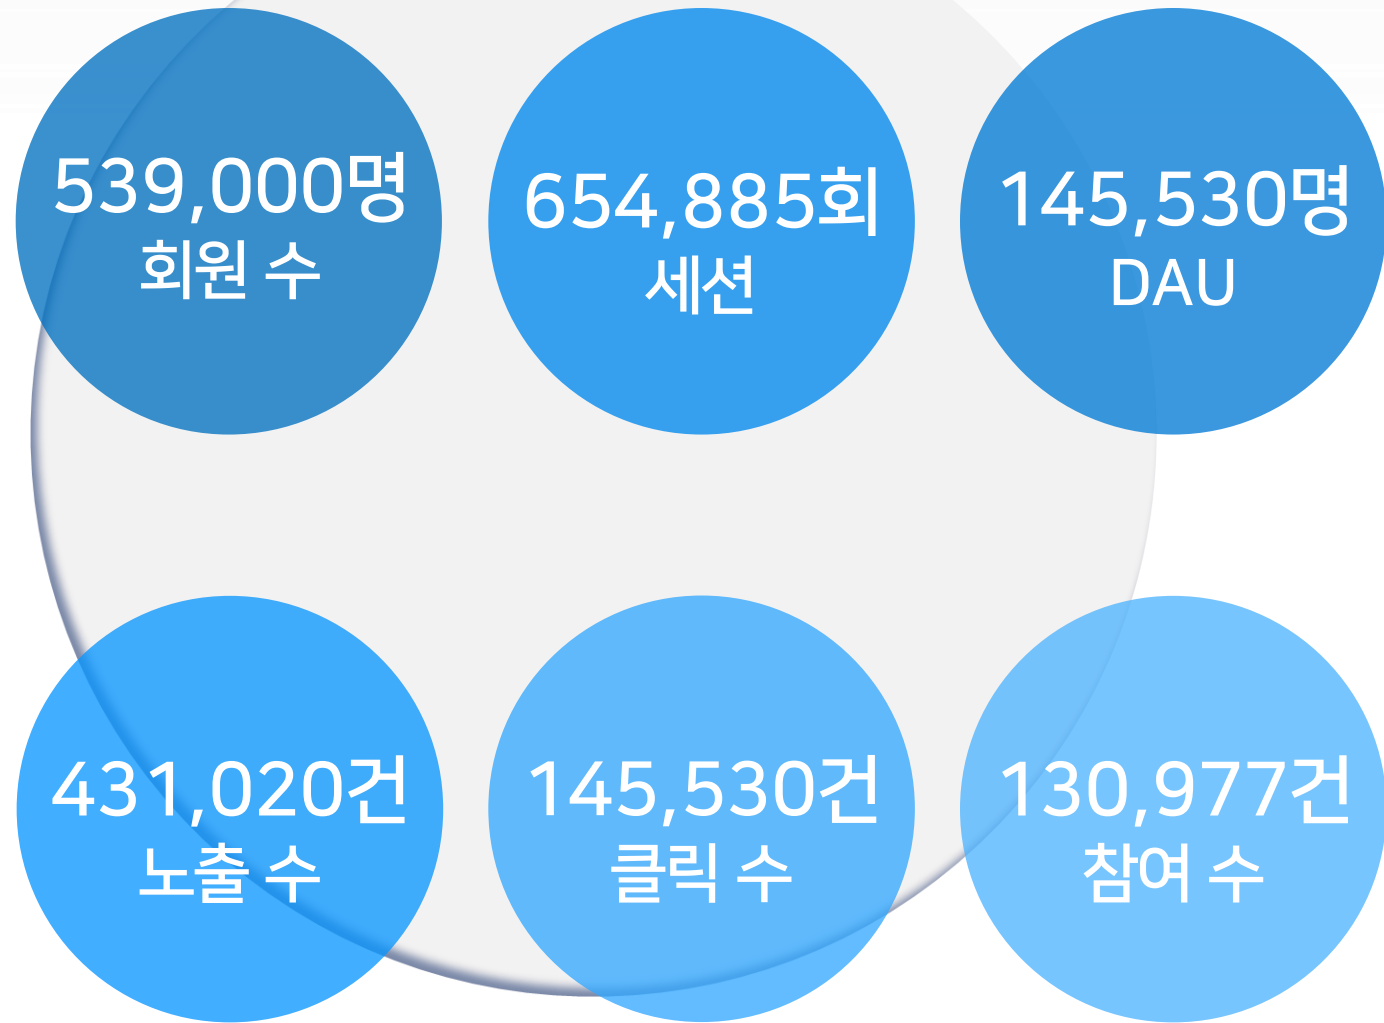 539,000명
회원 수
654,885회
세션
145,530명
DAU
431,020건
노출 수
145,530건
클릭 수
130,977건
참여 수